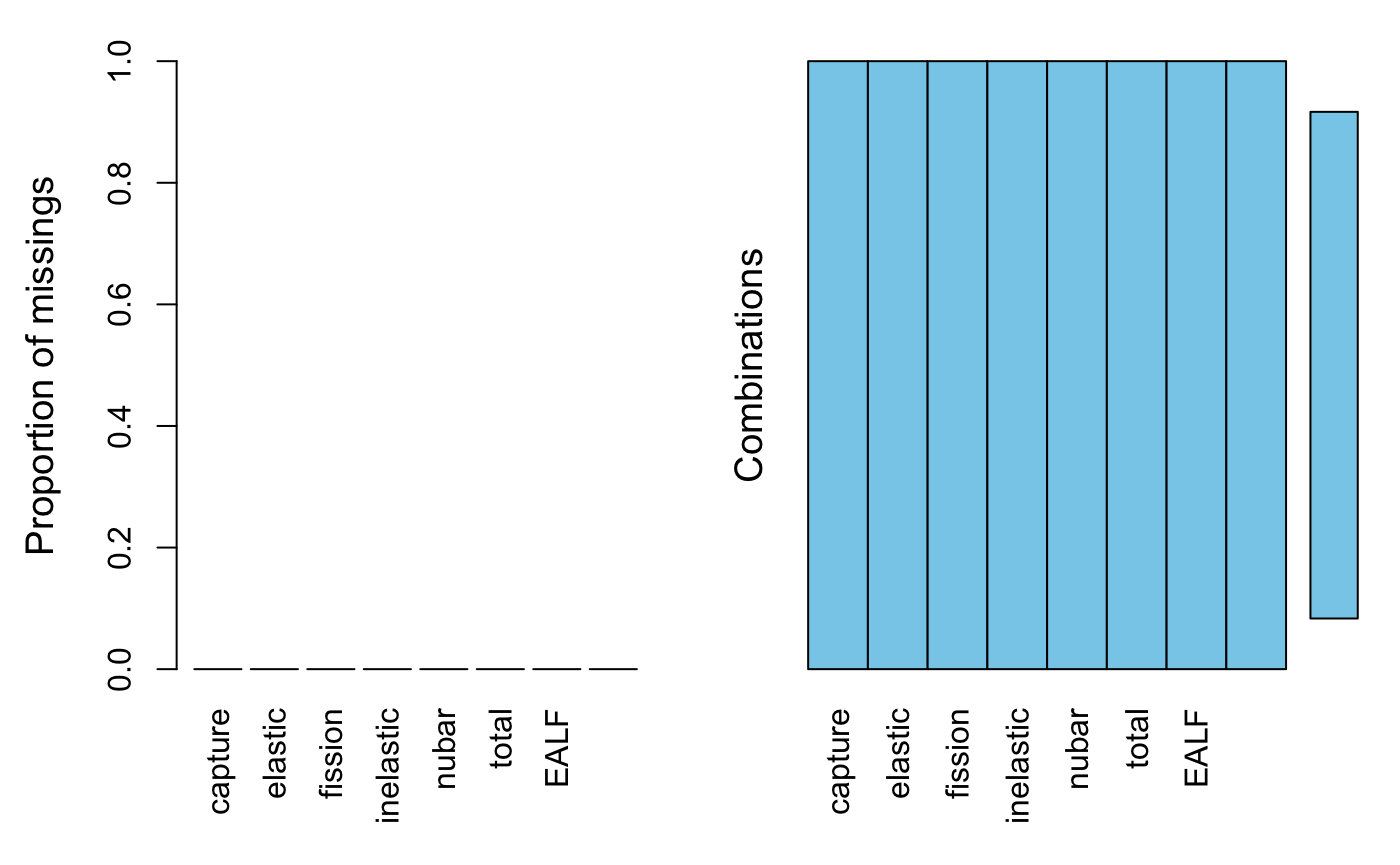 Proportion of missings
1.0
0.8
0.6
0.4
0.2
0.0
capture
elastic
fission
inelastic
nubar
total
EALF
Combinations
capture
elastic
fission
inelastic
nubar
total
EALF